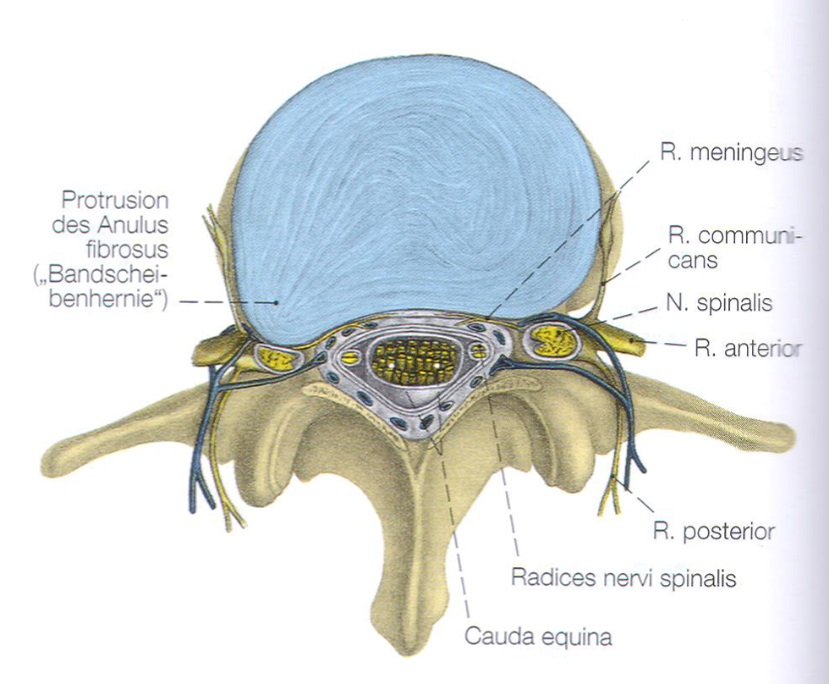 Protrusion
des Anulus
fibrosus
(„Bandschei-
benhernie“)
R. meningeus
R. communi-
cans
N. spinalis
R. anterior
R. posterior
Radices nervi spinalis
Cauda equina